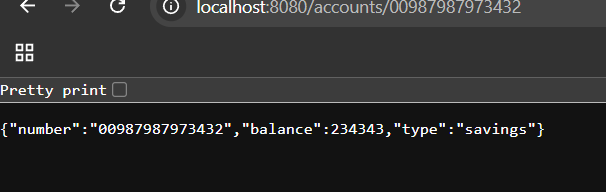 localhost:8080/accounts/00987987973432
Pretty print
{"number":"00987987973432","balance":234343,"type":"savings"}